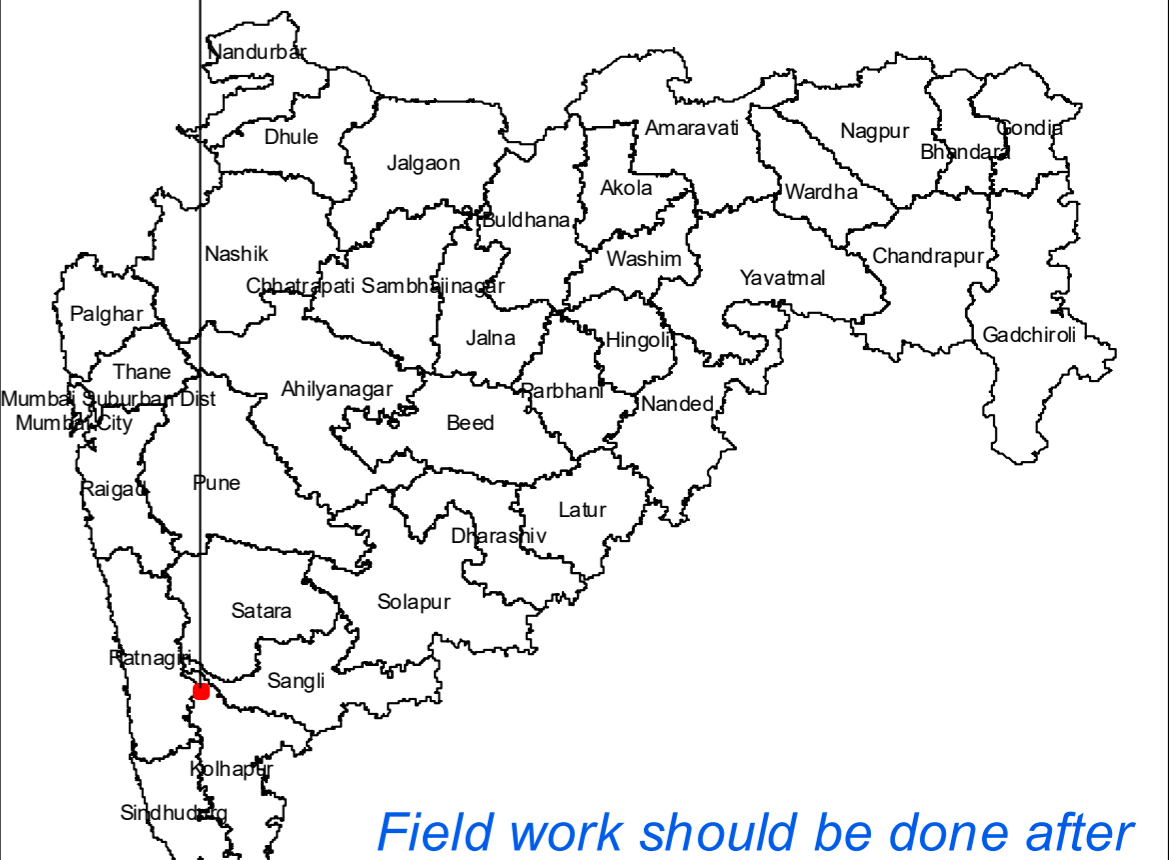 Nandurbar
Dhule
Jalgaon
Amaravati
Nagpur
Gondia
Bhandara
Akola
Wardha
Buldhana
Nashik
Washim
Chandrapur
Chhatrapati Sambhajinagar
Yavatmal
Palghar
Jalna
Hingoli
Gadchiroli
Thane
Ahilyanagar
Parbhani
Mumbai Suburban Dist
Nanded
Mumbai City
Beed
Raigad
Pune
Latur
Dharashiv
Satara
Solapur
Ratnagiri
Sangli
Kolhapur
Sindhudurg
Field work should be done after